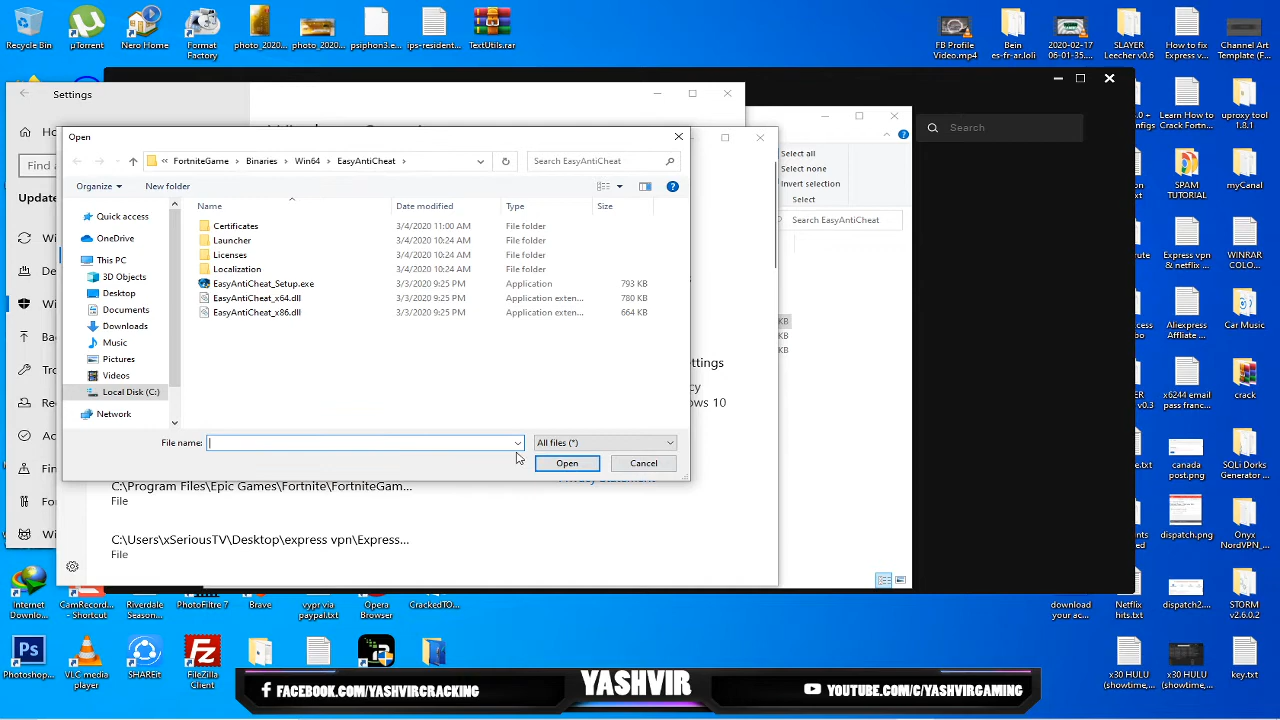 Recycle Bin
µTorrent
Nero Home
Format
Factory
photo_2020...
photo_2020...
psiphon3.e...
ips-resident...
TextUtils.rar
FB Profile
Video.mp4
Bein
es-fr-ar.loli
2020-02-17
06-01-35....
SLAYER
Leecher v0.6
How to fix
Express v...
Channel Art
Template (F...
Settings
Search
Find
Open
« FortniteGame > Binaries > Win64 > EasyAntiCheat >
Search EasyAntiCheat
Organize
New folder
Select all
Select none
Invert selection
Select
Search EasyAntiCheat
Name
Date modified
Type
Size
Quick access
OneDrive
This PC
3D Objects
Desktop
Documents
Downloads
Music
Pictures
Videos
Local Disk (C:)
Network
Certificates 3/4/2020 11:00 AM File folder
Launcher 3/4/2020 10:24 AM File folder
Licenses 3/4/2020 10:24 AM File folder
Localization 3/4/2020 10:24 AM File folder
EasyAntiCheat_Setup.exe 3/3/2020 9:25 PM Application 793 KB
EasyAntiCheat_x64.dll 3/3/2020 9:25 PM Application exten... 780 KB
EasyAntiCheat_x86.dll 3/3/2020 9:25 PM Application exten... 664 KB
KB
KB
KB
File name:
All files (*)
Open
Cancel
C:\Program Files\Epic Games\Fortnite\FortniteGam...
File
C:\Users\xSeriousTV\Desktop\express vpn\Express...
File
Learn How to
Crack Fortn...
uproxy tool
1.8.1
SPAM
TUTORIAL
myCanal
Express vpn
& netflix ...
WINRAR
COLO...
Aliexpress
Affliate ...
Car Music
x6244 email
pass franc...
crack
canada
post.png
SQLi Dorks
Generator ...
dispatch.png
Onyx
NordVPN_...
Internet
Downlo...
CamRecord...
- Shortcut
Riverdale
Season...
PhotoFiltre 7
Brave
vypr via
paypal.txt
Opera
Browser
CrackedTO...
download
your ac...
Netflix
hits.txt
dispatch2....
STORM
v2.6.0.2
Photoshop...
VLC media
player
SHAREit
FileZilla
Client
x30 HULU
(showtime,...
x30 HULU
(showtime,...
key.txt
FACEBOOK.COM/YASHVIRCRACKING
YASHVIR
YOUTUBE.COM/C/YASHVIRGAMING